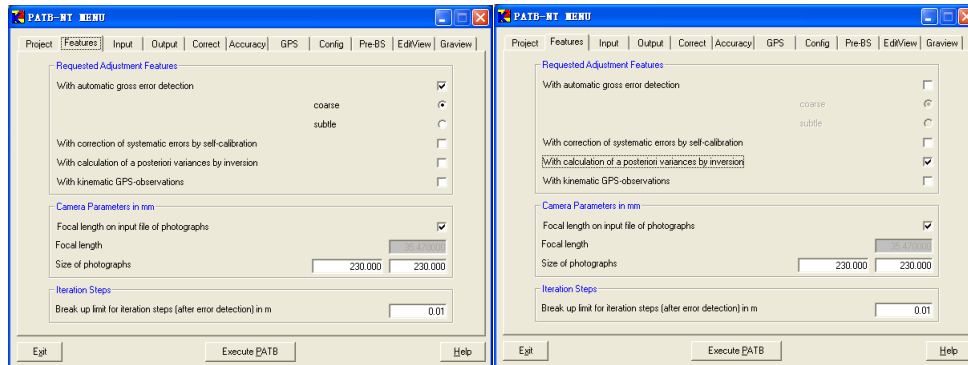 PATB-NT MENU
Project Features Input Output Correct Accuracy GPS Config Pre-BS EditView Graview
Requested Adjustment Features
With automatic gross error detection
coarse
subtle
With correction of systematic errors by self-calibration
With calculation of a posteriori variances by inversion
With kinematic GPS-observations
Camera Parameters in mm
Focal length on input file of photographs
Focal length 35.470000
Size of photographs 230.000 230.000
Iteration Steps
Break up limit for iteration steps (after error detection) in m 0.01
Exit Execute PATB Help
PATB-NT MENU
Project Features Input Output Correct Accuracy GPS Config Pre-BS EditView Graview
Requested Adjustment Features
With automatic gross error detection
coarse
subtle
With correction of systematic errors by self-calibration
With calculation of a posteriori variances by inversion
With kinematic GPS-observations
Camera Parameters in mm
Focal length on input file of photographs
Focal length 35.470000
Size of photographs 230.000 230.000
Iteration Steps
Break up limit for iteration steps (after error detection) in m 0.01
Exit Execute PATB Help